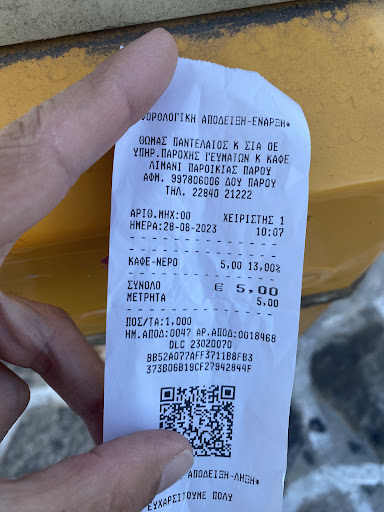 ΦΟΡΟΛΟΓΙΚΗ ΑΠΟΔΕΙΞΗ-ΕΝΑΡΞΗ*
ΘΩΜΑΣ ΠΑΝΤΕΛΑΙΟΣ Κ ΣΙΑ ΟΕ
ΥΠΗΡ.ΠΑΡΟΧΗΣ ΓΕΥΜΑΤΩΝ Κ ΚΑΦΕ
ΛΙΜΑΝΙ ΠΑΡΟΙΚΙΑΣ ΠΑΡΟΥ
ΑΦΜ. 997806006 ΔΟΥ ΠΑΡΟΥ
ΤΗΛ. 22840 21222
ΑΡΙΘ.ΜΗΧ:00 ΧΕΙΡΙΣΤΗΣ 1
ΗΜΕΡΑ:28-08-2023 10:07
ΚΑΦΕ-ΝΕΡΟ 5,00 13,00%
ΣΥΝΟΛΟ € 5,00
ΜΕΤΡΗΤΑ 5,00
ΠΟΣ/ΤΑ:1,000
ΗΜ.ΑΠΟΔ:0047 ΑΡ.ΑΠΟΔ:0018468
DLC 23020070
BB52A077AFF3711B8FB3
373B06B19CF27942844F
ΑΠΟΔΕΙΞΗ-ΛΗΞΗ*
ΕΥΧΑΡΙΣΤΟΥΜΕ ΠΟΛΥ